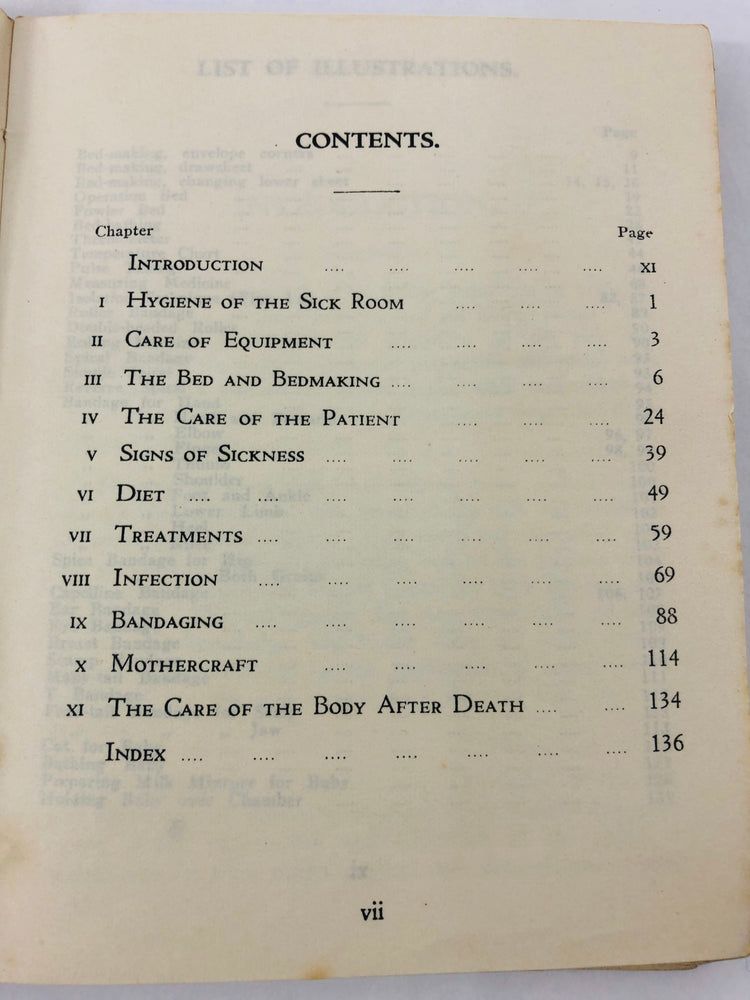 CONTENTS.
Chapter Page
INTRODUCTION .... .... .... .... .... XI
I HYGIENE OF THE SICK ROOM .... .... .... 1
II CARE OF EQUIPMENT .... .... .... .... 3
III THE BED AND BEDMAKING .... .... .... .... 6
IV THE CARE OF THE PATIENT .... .... .... 24
V SIGNS OF SICKNESS .... .... .... .... .... 39
VI DIET .... .... .... .... .... .... .... 49
VII TREATMENTS .... .... .... .... .... .... 59
VIII INFECTION .... .... .... .... .... .... 69
IX BANDAGING .... .... .... .... .... .... 88
X MOTHERCRAFT .... .... .... .... .... 114
XI THE CARE OF THE BODY AFTER DEATH .... .... 134
INDEX .... .... .... .... .... .... .... 136
vii